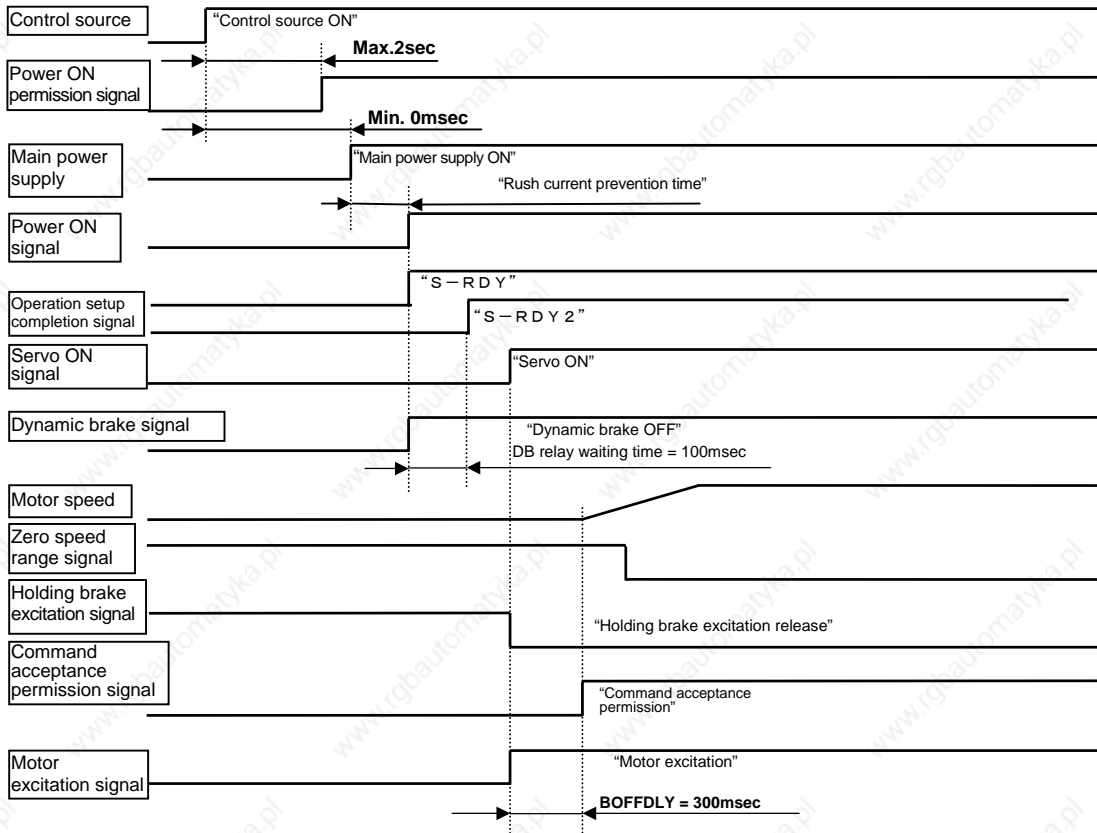 Control source
“Control source ON”
Max.2sec
Power ON
permission signal
Min. 0msec
Main power
supply
“Main power supply ON”
“Rush current prevention time”
Power ON
signal
“S－RDY”
Operation setup
completion signal
“S－RDY2”
Servo ON
signal
“Servo ON”
Dynamic brake signal
“Dynamic brake OFF”
DB relay waiting time = 100msec
Motor speed
Zero speed
range signal
Holding brake
excitation signal
“Holding brake excitation release”
Command
acceptance
permission signal
“Command acceptance
permission”
Motor
excitation signal
“Motor excitation”
BOFFDLY = 300msec
www.rgbautomatyka.pl